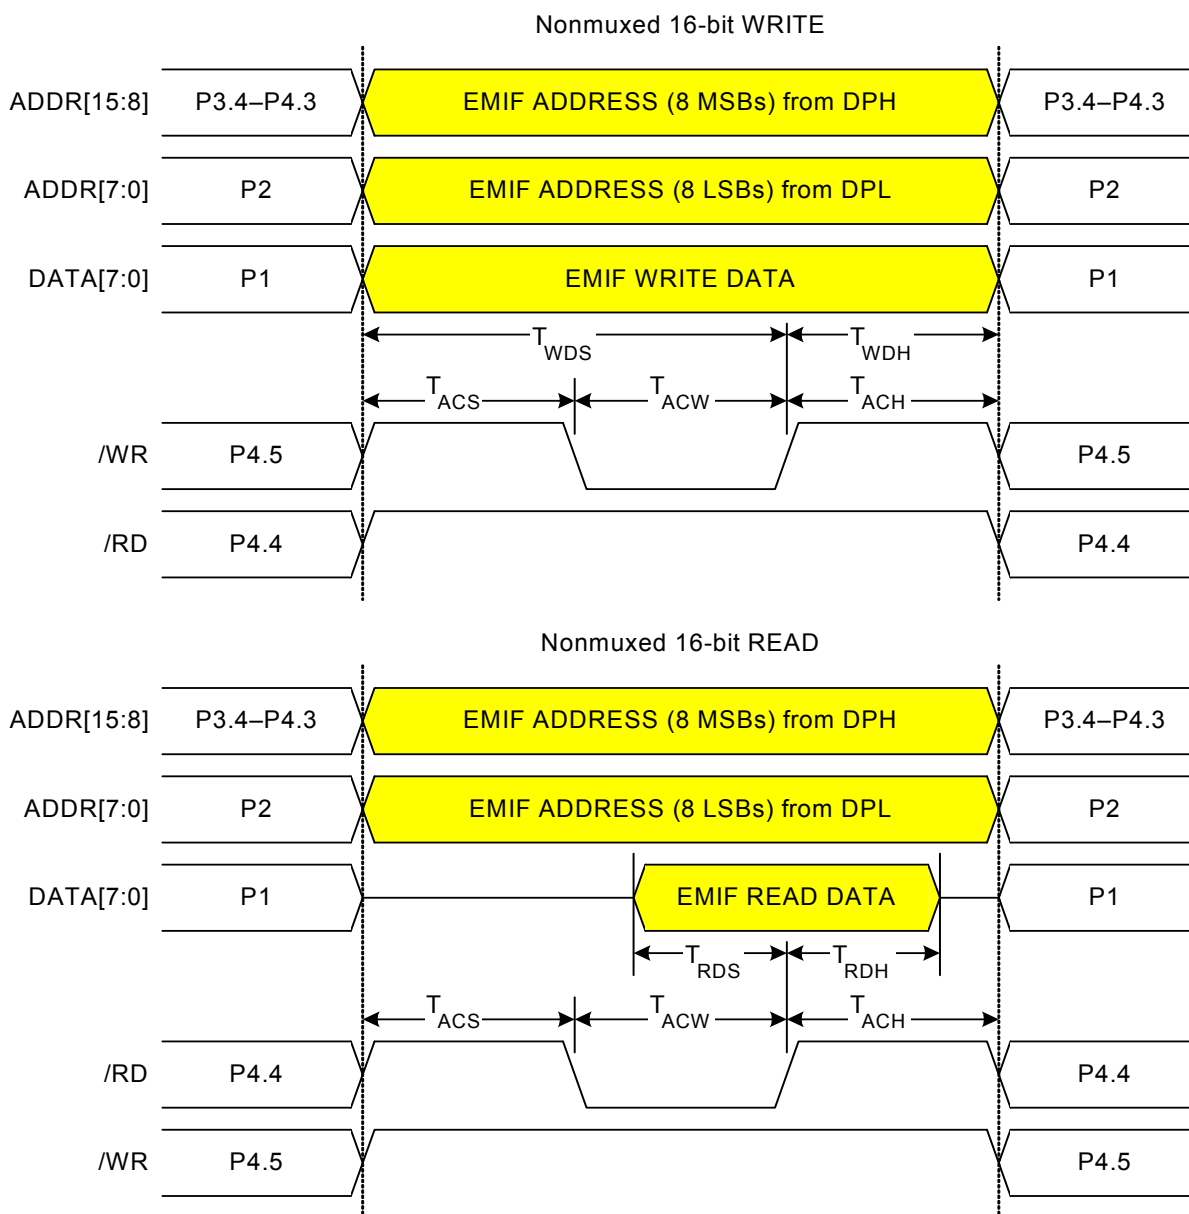 Nonmuxed 16-bit WRITE
ADDR[15:8] P3.4–P4.3 EMIF ADDRESS (8 MSBs) from DPH P3.4–P4.3
ADDR[7:0] P2 EMIF ADDRESS (8 LSBs) from DPL P2
DATA[7:0] P1 EMIF WRITE DATA P1
TWDS TWDH
TACS TACW TACH
/WR P4.5 P4.5
/RD P4.4 P4.4
Nonmuxed 16-bit READ
ADDR[15:8] P3.4–P4.3 EMIF ADDRESS (8 MSBs) from DPH P3.4–P4.3
ADDR[7:0] P2 EMIF ADDRESS (8 LSBs) from DPL P2
DATA[7:0] P1 EMIF READ DATA P1
TRDS TRDH
TACS TACW TACH
/RD P4.4 P4.4
/WR P4.5 P4.5